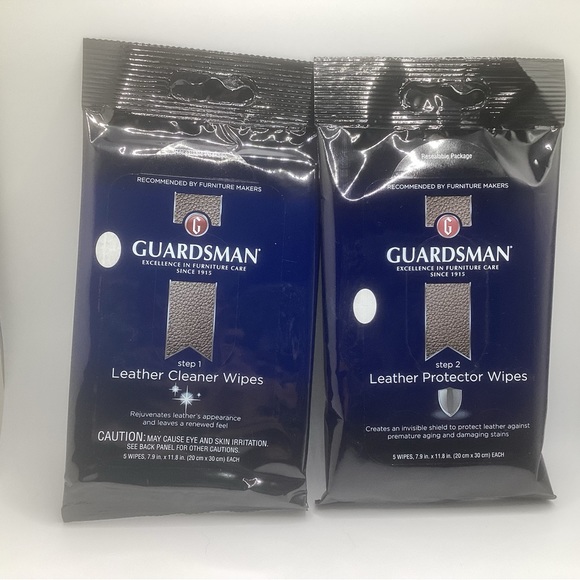 RECOMMENDED BY FURNITURE MAKERS
G
GUARDSMAN®
EXCELLENCE IN FURNITURE CARE
SINCE 1915
step 1
Leather Cleaner Wipes
Rejuvenates leather's appearance
and leaves a renewed feel
CAUTION: MAY CAUSE EYE AND SKIN IRRITATION.
SEE BACK PANEL FOR OTHER CAUTIONS.
5 WIPES, 7.9 in. x 11.8 in. (20 cm x 30 cm) EACH
Resealable Package
RECOMMENDED BY FURNITURE MAKERS
G
GUARDSMAN®
EXCELLENCE IN FURNITURE CARE
SINCE 1915
step 2
Leather Protector Wipes
Creates an invisible shield to protect leather against
premature aging and damaging stains
5 WIPES, 7.9 in. x 11.8 in. (20 cm x 30 cm) EACH